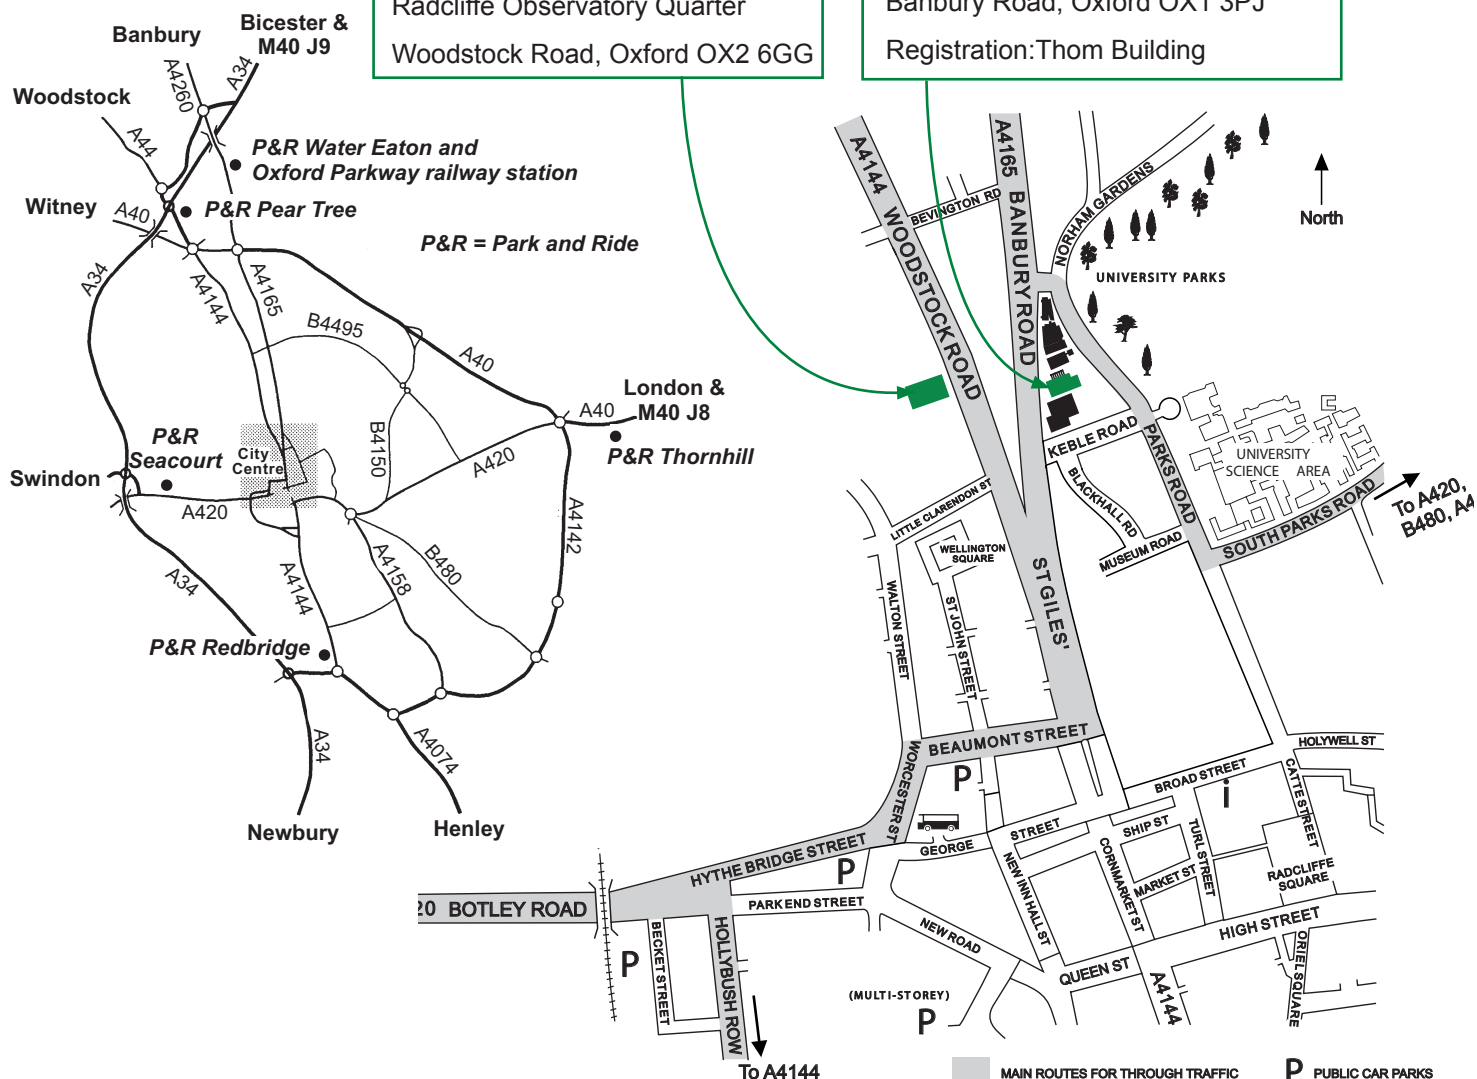 Radcliffe Observatory Quarter
Woodstock Road, Oxford OX2 6GG
Banbury Road, Oxford OX1 3PJ
Registration:Thom Building
Banbury
Bicester &
M40 J9
A4260
A34
Woodstock
A44
P&R Water Eaton and
Oxford Parkway railway station
Witney
A40
P&R Pear Tree
P&R = Park and Ride
A34
A4144
A4165
B4495
A40
London &
M40 J8
A40
P&R Thornhill
P&R
Seacourt
City
Centre
B4150
A420
Swindon
A420
A4142
A34
A4144
A4158
B480
P&R Redbridge
A34
A4074
Newbury
Henley
A4144
WOODSTOCK ROAD
A4165
BANBURY ROAD
BEVINGTON RD
NORHAM GARDENS
North
UNIVERSITY PARKS
KEBLE ROAD
PARKS ROAD
UNIVERSITY
SCIENCE AREA
BLACKHALL RD
MUSEUM ROAD
SOUTH PARKS ROAD
To A420,
B480, A4
LITTLE CLARENDON ST
WELLINGTON
SQUARE
WALTON STREET
ST JOHN STREET
ST GILES'
BEAUMONT STREET
P
WORCESTER ST
HOLYWELL ST
BROAD STREET
i
CATTE STREET
GEORGE
STREET
SHIP ST
TURL STREET
CORNMARKET ST
MARKET ST
RADCLIFFE
SQUARE
HYTHE BRIDGE STREET
P
NEW INN HALL ST
20 BOTLEY ROAD
PARK END STREET
HIGH STREET
NEW ROAD
P
BECKET STREET
HOLLYBUSH ROW
QUEEN ST
A4144
ORIEL SQUARE
(MULTI-STOREY)
P
To A4144
MAIN ROUTES FOR THROUGH TRAFFIC
P PUBLIC CAR PARKS